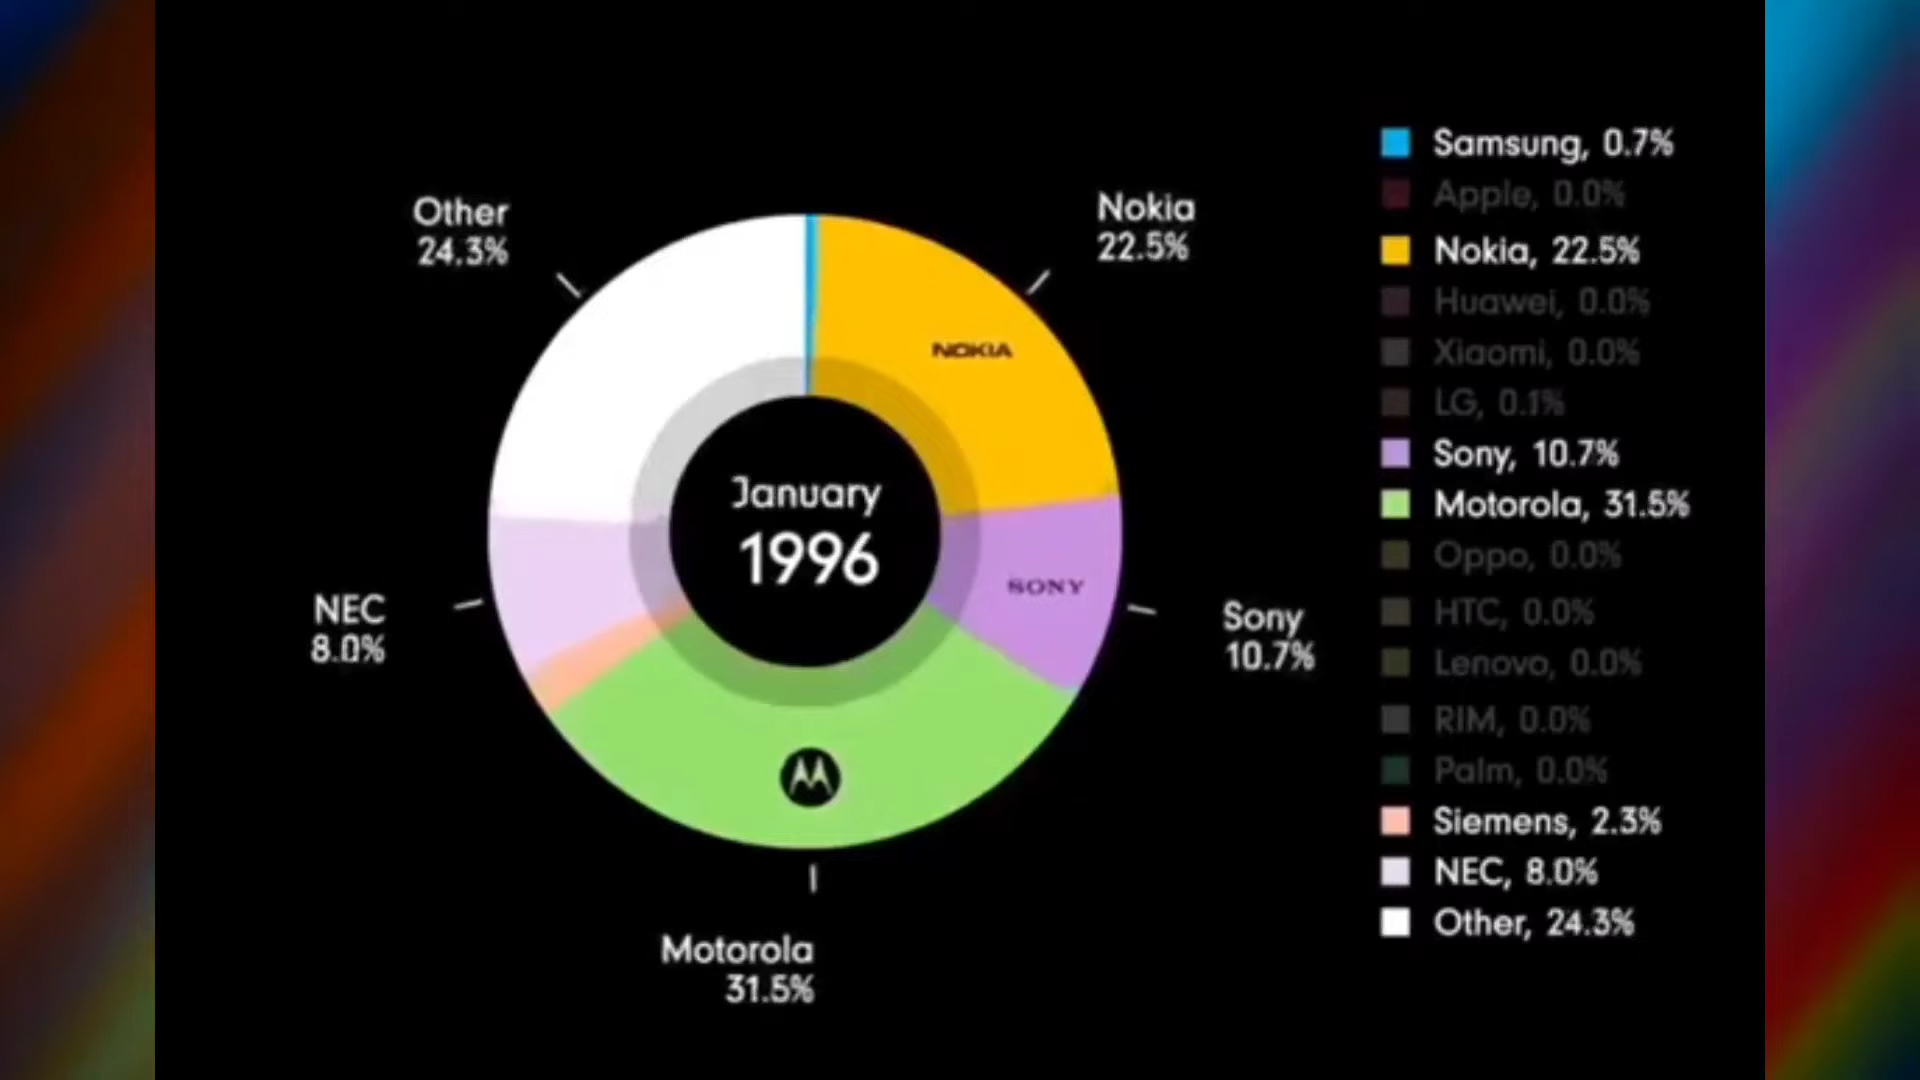 Other
24.3%
Nokia
22.5%
NOKIA
January
1996
SONY
NEC
8.0%
Sony
10.7%
Motorola
31.5%
Samsung, 0.7%
Apple, 0.0%
Nokia, 22.5%
Huawei, 0.0%
Xiaomi, 0.0%
LG, 0.1%
Sony, 10.7%
Motorola, 31.5%
Oppo, 0.0%
HTC, 0.0%
Lenovo, 0.0%
RIM, 0.0%
Palm, 0.0%
Siemens, 2.3%
NEC, 8.0%
Other, 24.3%